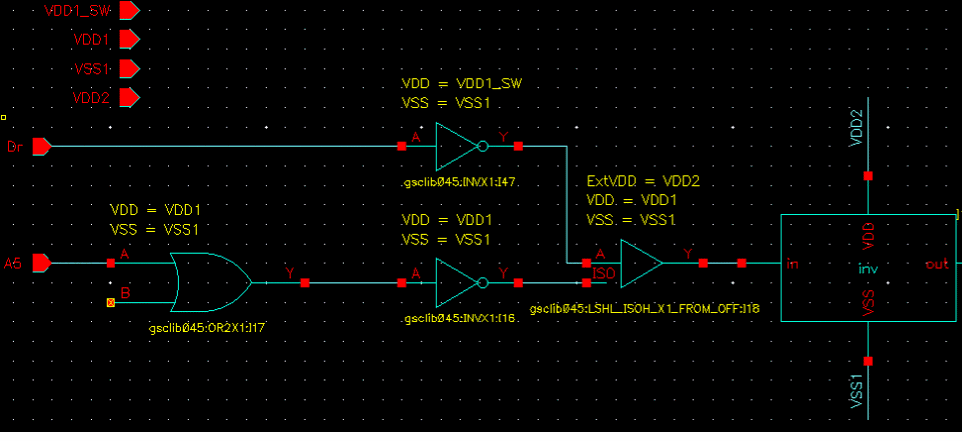 VDD1_SW
VDD1
VSS1
VDD2
VDD = VDD1_SW
VSS = VSS1
VDD2
Dr
A
Y
gsclib045:INVX1:I47
ExtVDD = VDD2
VDD = VDD1
VSS = VSS1
VDD = VDD1
VSS = VSS1
VDD = VDD1
VSS = VSS1
A5
A
B
Y
gsclib045:OR2X1:I17
A
Y
gsclib045:INVX1:I16
A
ISO
Y
gsclib045:LSHL_ISOH_X1_FROM_OFF:I18
VDD
in
inv
out
VSS
VSS1